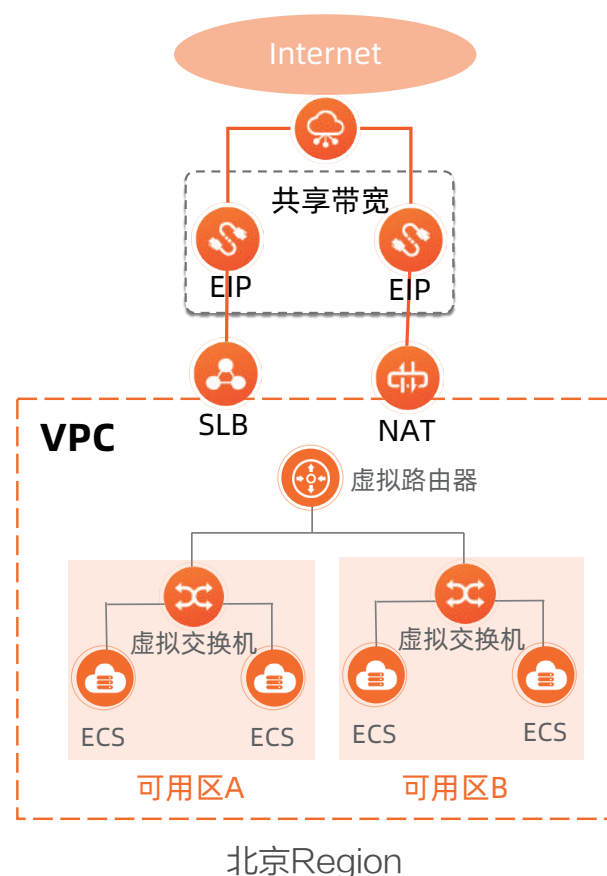 Internet
共享带宽
EIP
EIP
SLB
NAT
VPC
虚拟路由器
虚拟交换机
虚拟交换机
ECS
ECS
ECS
ECS
可用区A
可用区B
北京Region